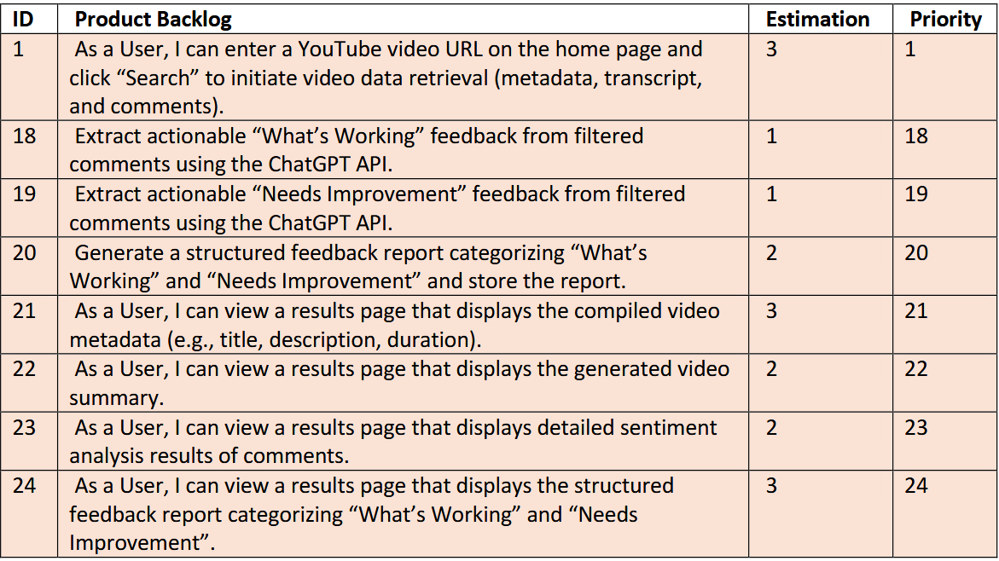 ID Product Backlog Estimation Priority
1 As a User, I can enter a YouTube video URL on the home page and 3 1
click “Search” to initiate video data retrieval (metadata, transcript,
and comments).
18 Extract actionable “What’s Working” feedback from filtered 1 18
comments using the ChatGPT API.
19 Extract actionable “Needs Improvement” feedback from filtered 1 19
comments using the ChatGPT API.
20 Generate a structured feedback report categorizing “What’s 2 20
Working” and “Needs Improvement” and store the report.
21 As a User, I can view a results page that displays the compiled video 3 21
metadata (e.g., title, description, duration).
22 As a User, I can view a results page that displays the generated video 2 22
summary.
23 As a User, I can view a results page that displays detailed sentiment 2 23
analysis results of comments.
24 As a User, I can view a results page that displays the structured 3 24
feedback report categorizing “What’s Working” and “Needs
Improvement”.